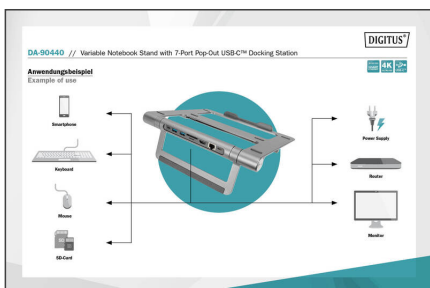 DIGITUS®
DA-90440 // Variable Notebook Stand with 7-Port Pop-Out USB-C™ Docking Station
4K
Anwendungsbeispiel
Example of use
Smartphone
Power Supply
Keyboard
Router
Mouse
Monitor
SD-Card